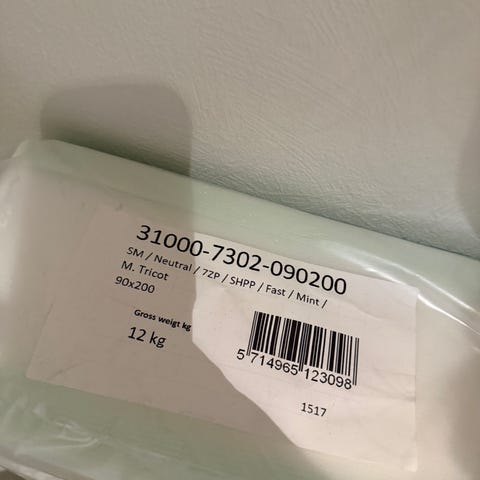 31000-7302-090200
SM / Neutral / 7ZP / SHPP / Fast / Mint /
M. Tricot
90x200
Gross weigt kg
12 kg
5 714965 123098
1517